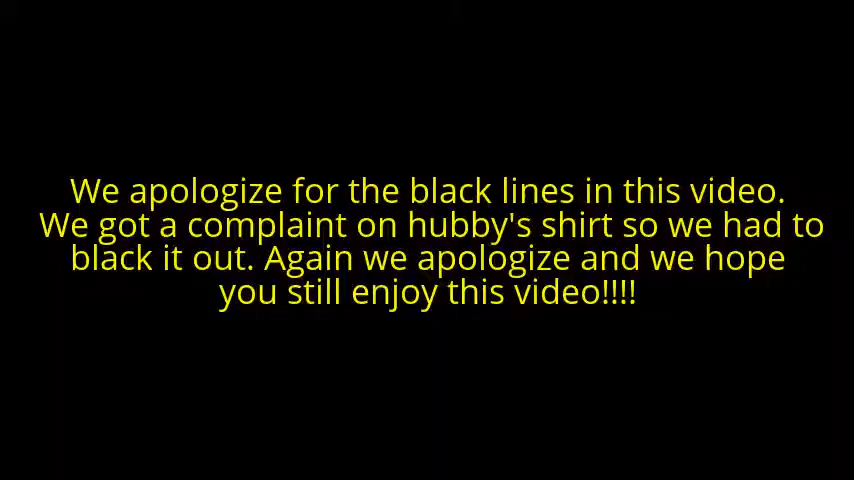 We apologize for the black lines in this video.
We got a complaint on hubby's shirt so we had to
black it out. Again we apologize and we hope
you still enjoy this video!!!!